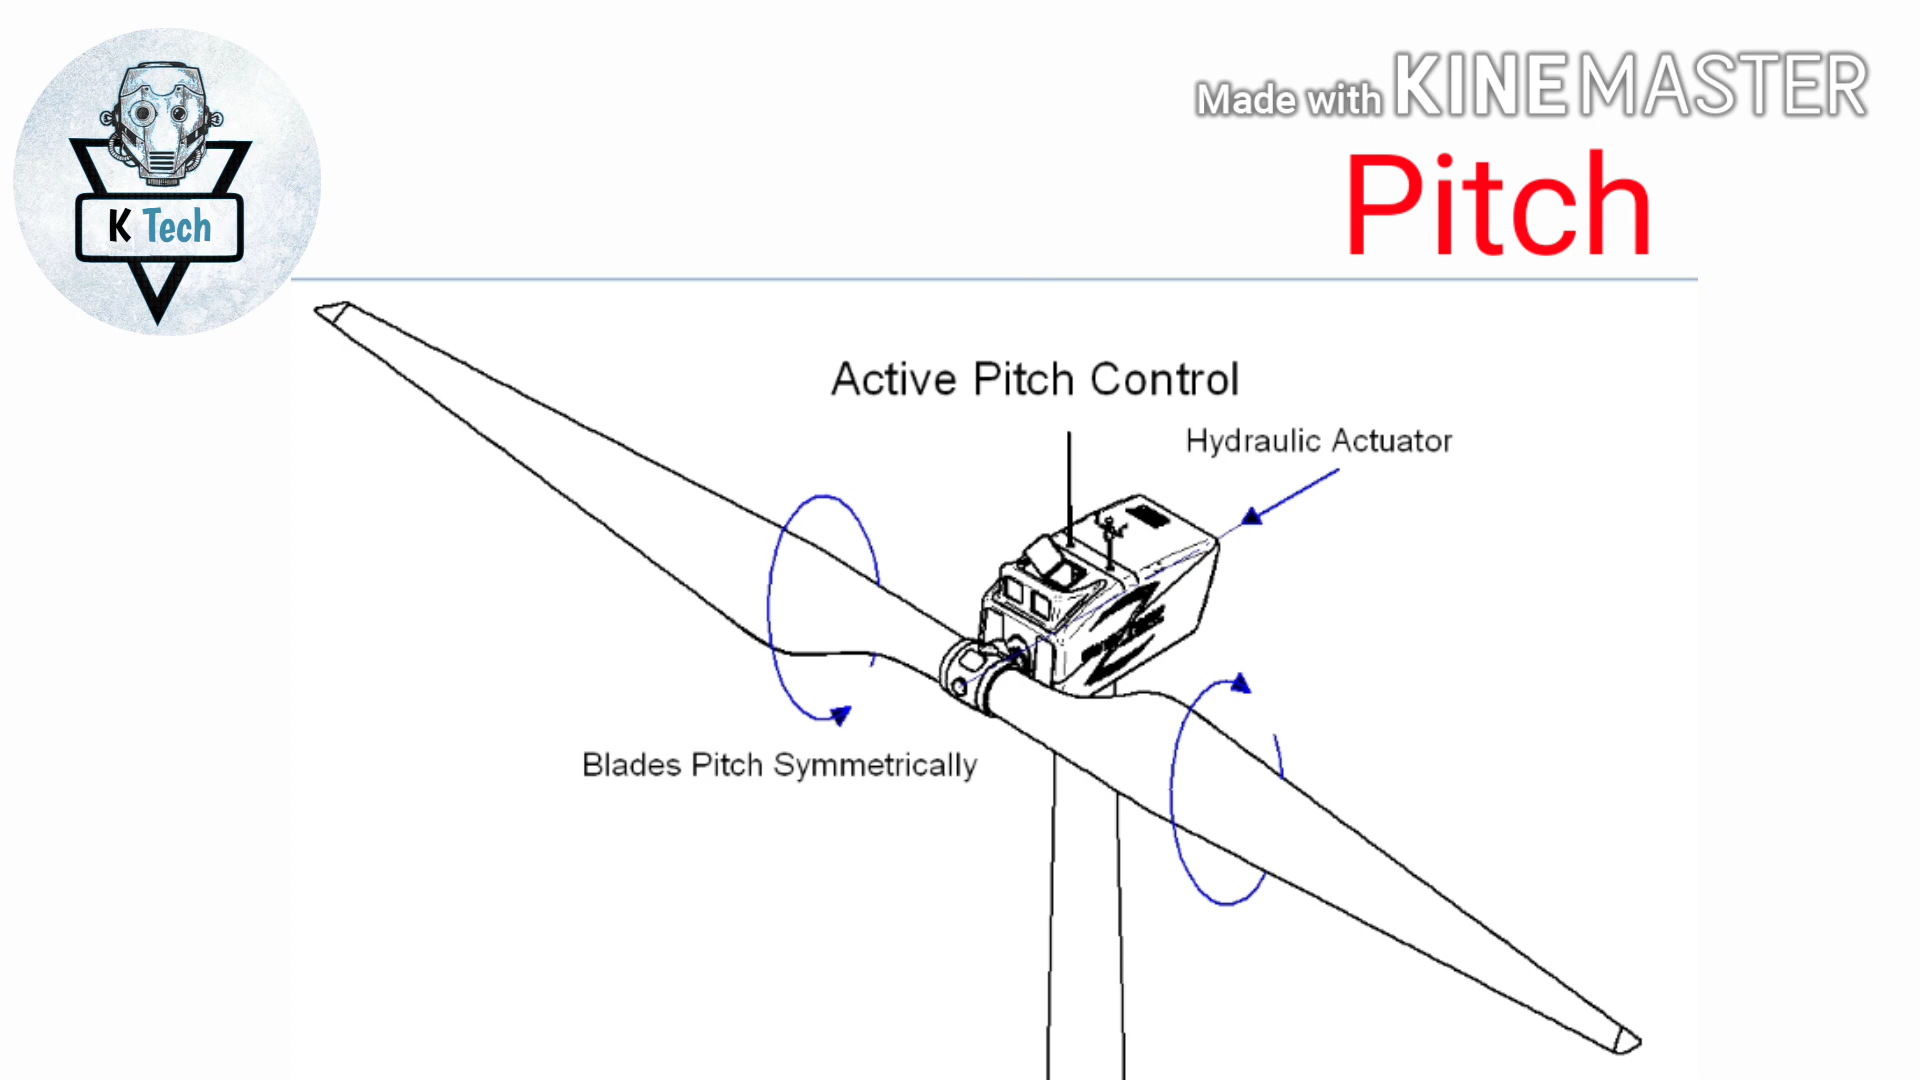 K Tech
Made with KINEMASTER
Pitch
Active Pitch Control
Hydraulic Actuator
Blades Pitch Symmetrically